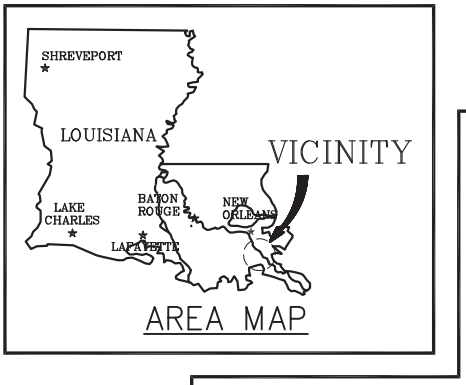 SHREVEPORT
LOUISIANA
VICINITY
BATON
ROUGE
NEW
ORLEANS
LAKE
CHARLES
LAFAYETTE
AREA MAP